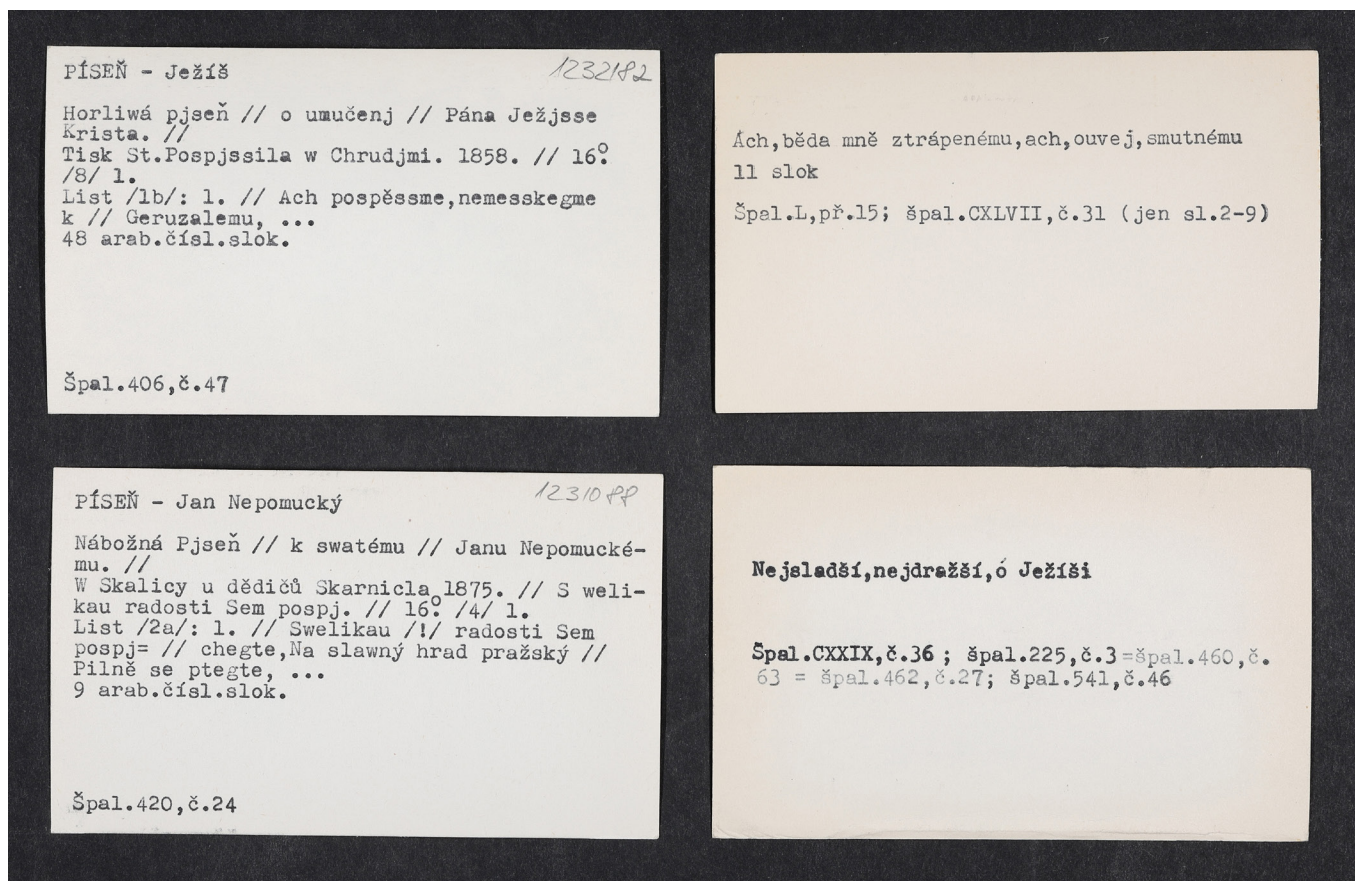 PÍSEŇ - Ježíš 1232182
Horliwá pjseň // o umučenj // Pána Ježjsse
Krista. //
Tisk St.Pospjssila w Chrudjmi. 1858. // 16°.
/8/ l.
List /lb/: 1. // Ach pospěssme,nemesskegme
k // Geruzalemu, ...
48 arab.čísl.slok.
Špal.406,č.47
Ách,běda mně ztrápenému,ach,ouvej,smutnému
11 slok
Špal.L,př.15; špal.CXLVII,č.31 (jen sl.2-9)
PÍSEŇ - Jan Nepomucký 1231088
Nábožná Pjseň // k swatému // Janu Nepomucké-
mu. //
W Skalicy u dědičů Skarnicla 1875. // S weli-
kau radosti Sem pospj. // 16°. /4/ l.
List /2a/: 1. // Swelikau /!/ radosti Sem
pospj= // chegte,Na slawný hrad pražský //
Pilně se ptegte, ...
9 arab.čísl.slok.
Špal.420,č.24
Nejsladší,nejdražší,ó Ježíši
Špal.CXXIX,č.36 ; špal.225,č.3=špal.460,č.
63 = špal.462,č.27; špal.541,č.46